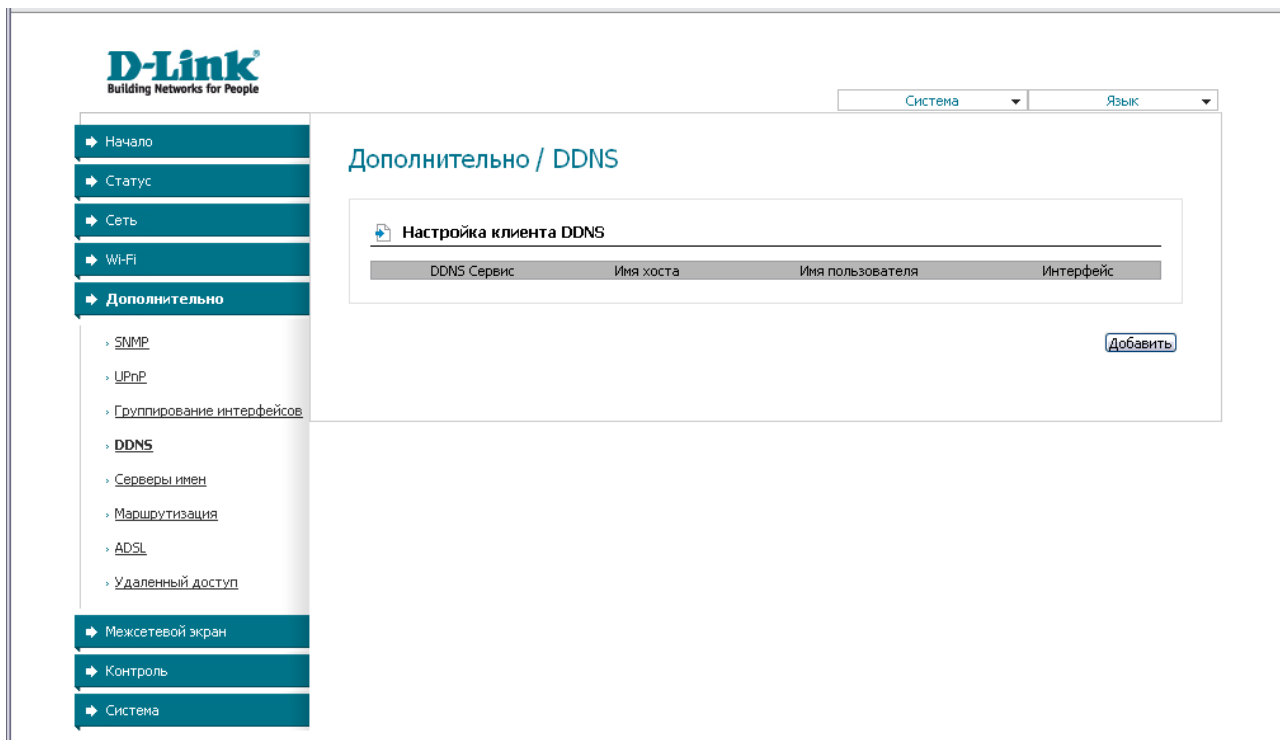 D-Link
Building Networks for People
Система
Язык
Начало
Статус
Сеть
Wi-Fi
Дополнительно
SNMP
UPnP
Группирование интерфейсов
DDNS
Серверы имен
Маршрутизация
ADSL
Удаленный доступ
Межсетевой экран
Контроль
Система
Дополнительно / DDNS
Настройка клиента DDNS
DDNS Сервис Имя хоста Имя пользователя Интерфейс
Добавить